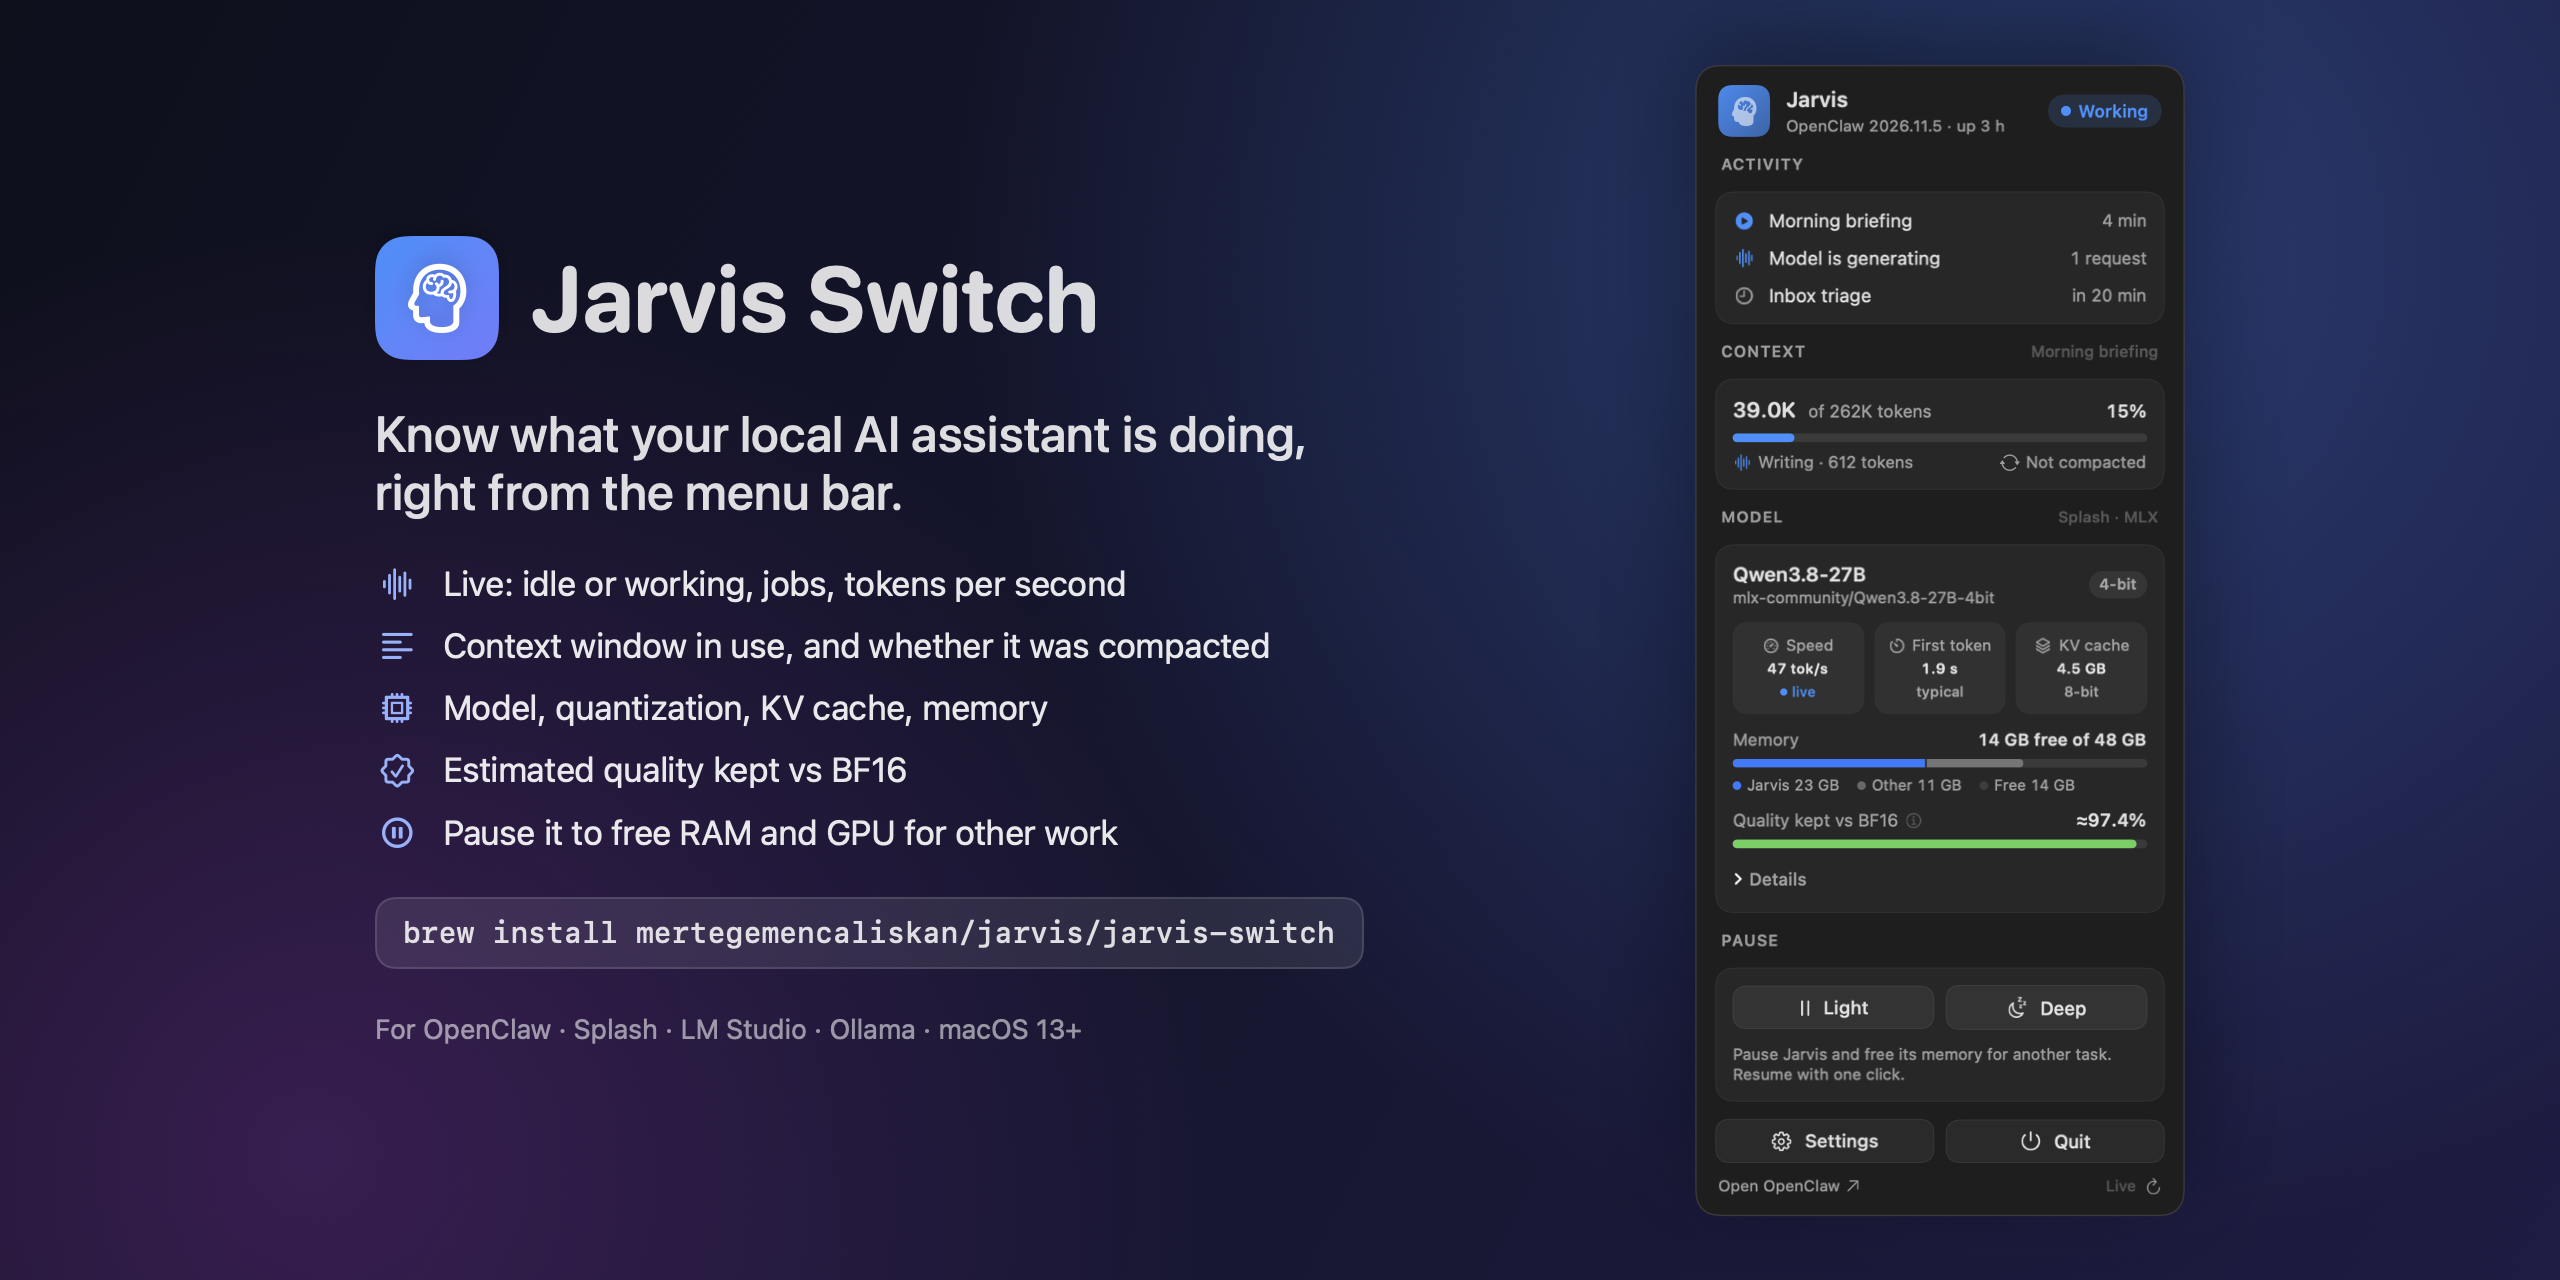 Jarvis Switch
Know what your local AI assistant is doing,
right from the menu bar.
Live: idle or working, jobs, tokens per second
Context window in use, and whether it was compacted
Model, quantization, KV cache, memory
Estimated quality kept vs BF16
Pause it to free RAM and GPU for other work
brew install mertegemencaliskan/jarvis/jarvis-switch
For OpenClaw · Splash · LM Studio · Ollama · macOS 13+
Jarvis
OpenClaw 2026.11.5 · up 3 h
Working
ACTIVITY
Morning briefing 4 min
Model is generating 1 request
Inbox triage in 20 min
CONTEXT Morning briefing
39.0K of 262K tokens 15%
Writing · 612 tokens Not compacted
MODEL Splash · MLX
Qwen3.8-27B
mlx-community/Qwen3.8-27B-4bit
4-bit
Speed First token KV cache
47 tok/s 1.9 s 4.5 GB
live typical 8-bit
Memory 14 GB free of 48 GB
Jarvis 23 GB Other 11 GB Free 14 GB
Quality kept vs BF16 ≈97.4%
Details
PAUSE
Light Deep
Pause Jarvis and free its memory for another task.
Resume with one click.
Settings Quit
Open OpenClaw Live